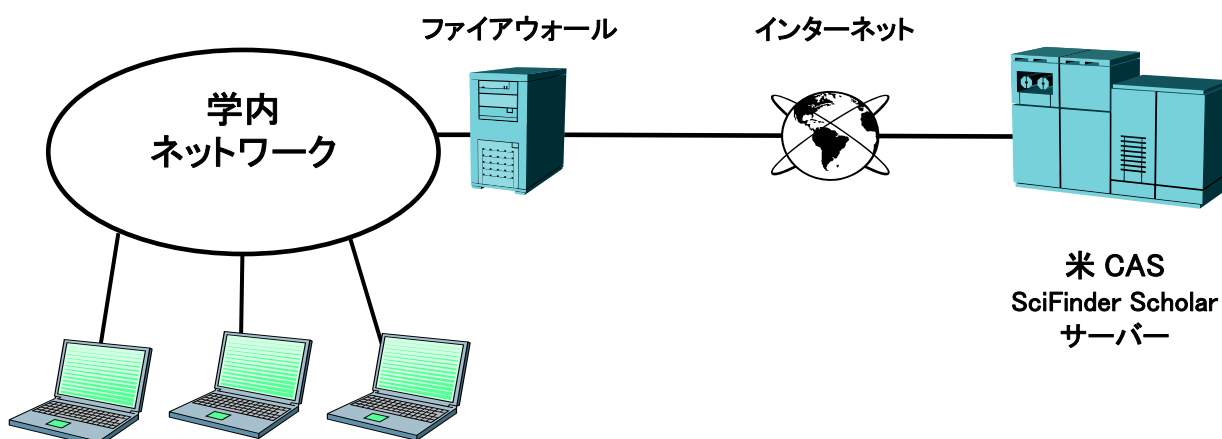 ファイアウォール
インターネット
学内
ネットワーク
米 CAS
SciFinder Scholar
サーバー